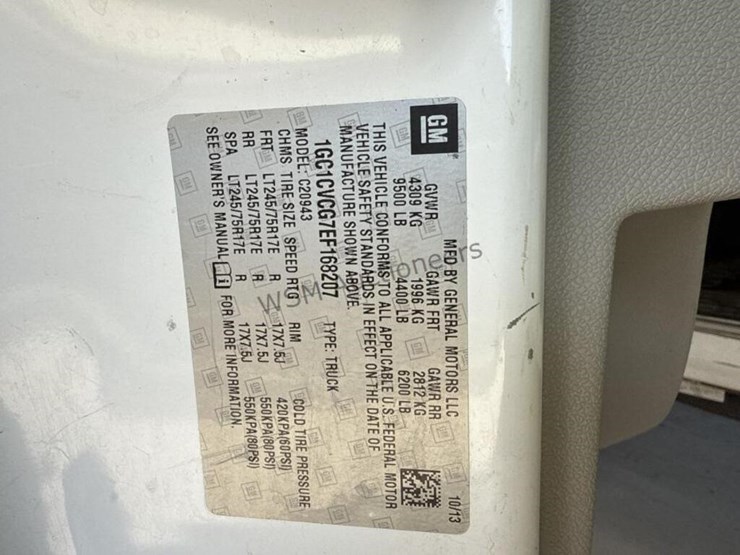 GM
MFD BY GENERAL MOTORS LLC 10/13
GVWR GAWR FRT GAWR RR
4309 KG 1996 KG 2812 KG
9500 LB 4400 LB 6200 LB
THIS VEHICLE CONFORMS TO ALL APPLICABLE U.S. FEDERAL MOTOR
VEHICLE SAFETY STANDARDS IN EFFECT ON THE DATE OF
MANUFACTURE SHOWN ABOVE.
1GC1CVCG7EF168207 TYPE: TRUCK
MODEL: C20943
CHMS TIRE SIZE SPEED RTG RIM COLD TIRE PRESSURE
FRT LT245/75R17E R 17X7.5J 420KPA(60PSI)
RR LT245/75R17E R 17X7.5J 550KPA(80PSI)
SPA LT245/75R17E R 17X7.5J 550KPA(80PSI)
SEE OWNER'S MANUAL i FOR MORE INFORMATION.
WSM Auctioneers